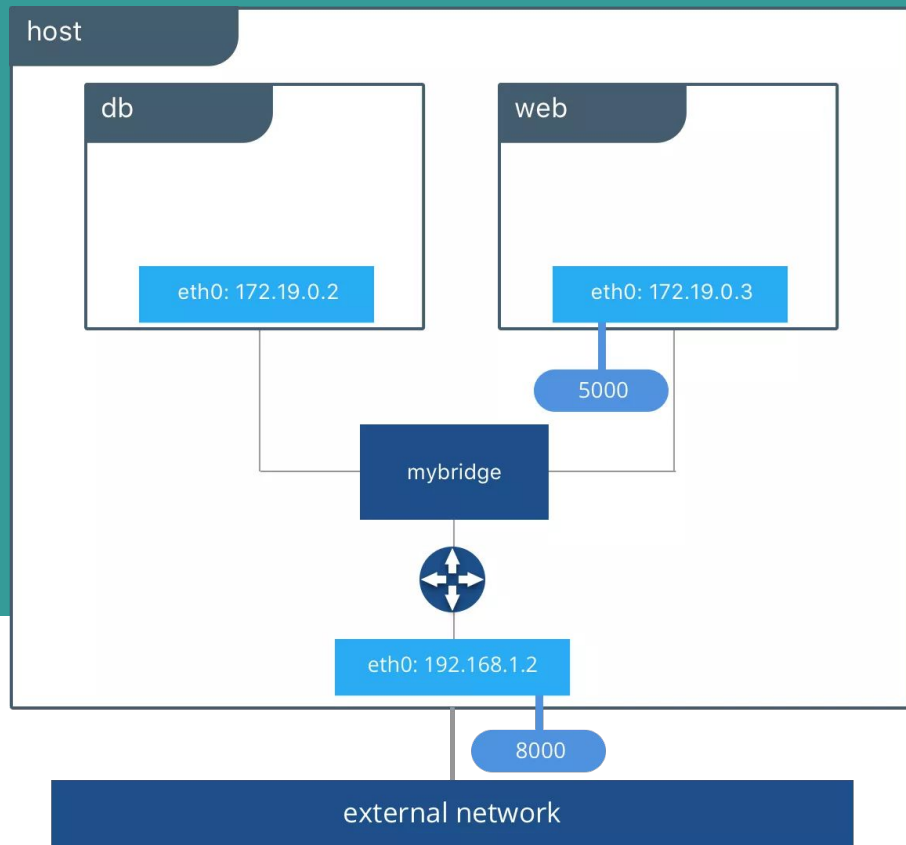 host
db
web
eth0: 172.19.0.2
eth0: 172.19.0.3
5000
mybridge
eth0: 192.168.1.2
8000
external network